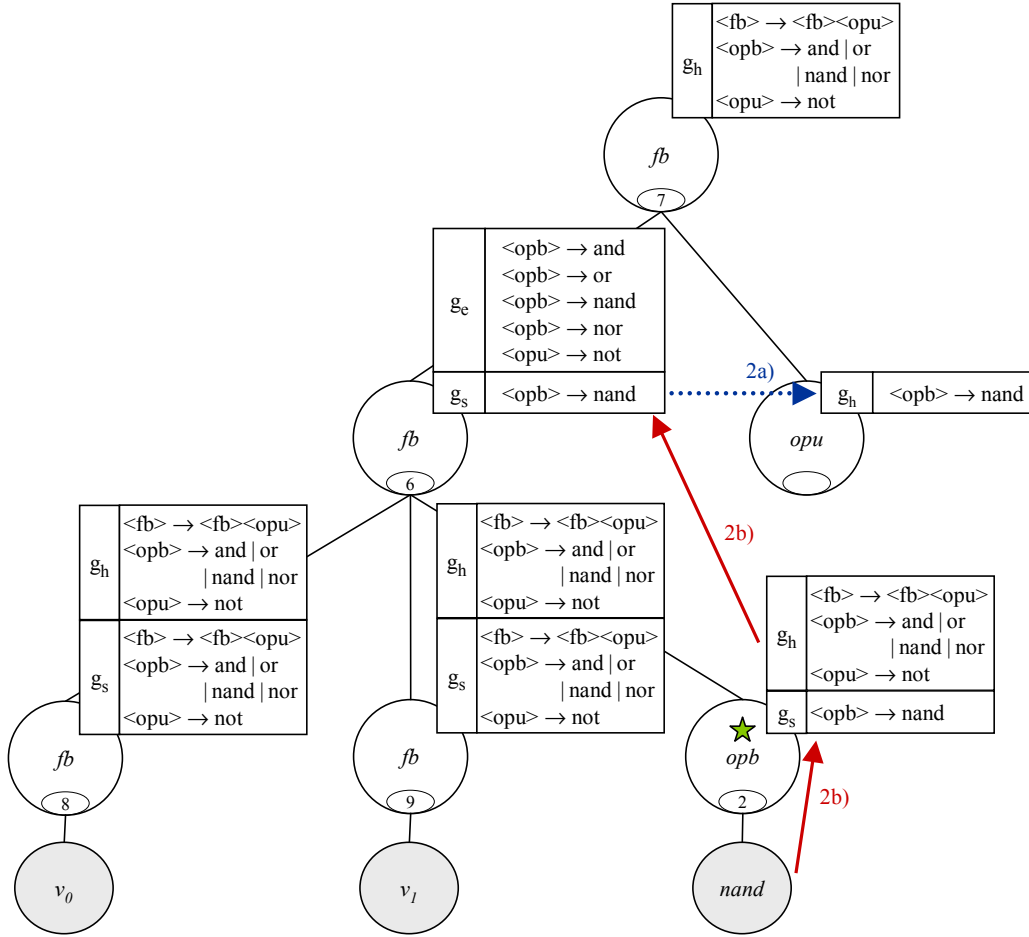 <fb> → <fb><opu>
g_h
<opb> → and | or
| nand | nor
<opu> → not
fb
7
g_e
<opb> → and
<opb> → or
<opb> → nand
<opb> → nor
<opu> → not
g_s
<opb> → nand
2a)
g_h
<opb> → nand
fb
6
opu
g_h
<fb> → <fb><opu>
<opb> → and | or
| nand | nor
<opu> → not
g_s
<fb> → <fb><opu>
<opb> → and | or
| nand | nor
<opu> → not
g_h
<fb> → <fb><opu>
<opb> → and | or
| nand | nor
<opu> → not
g_s
<fb> → <fb><opu>
<opb> → and | or
| nand | nor
<opu> → not
2b)
g_h
<fb> → <fb><opu>
<opb> → and | or
| nand | nor
<opu> → not
g_s
<opb> → nand
fb
8
fb
9
opb
2
2b)
v_0
v_1
nand